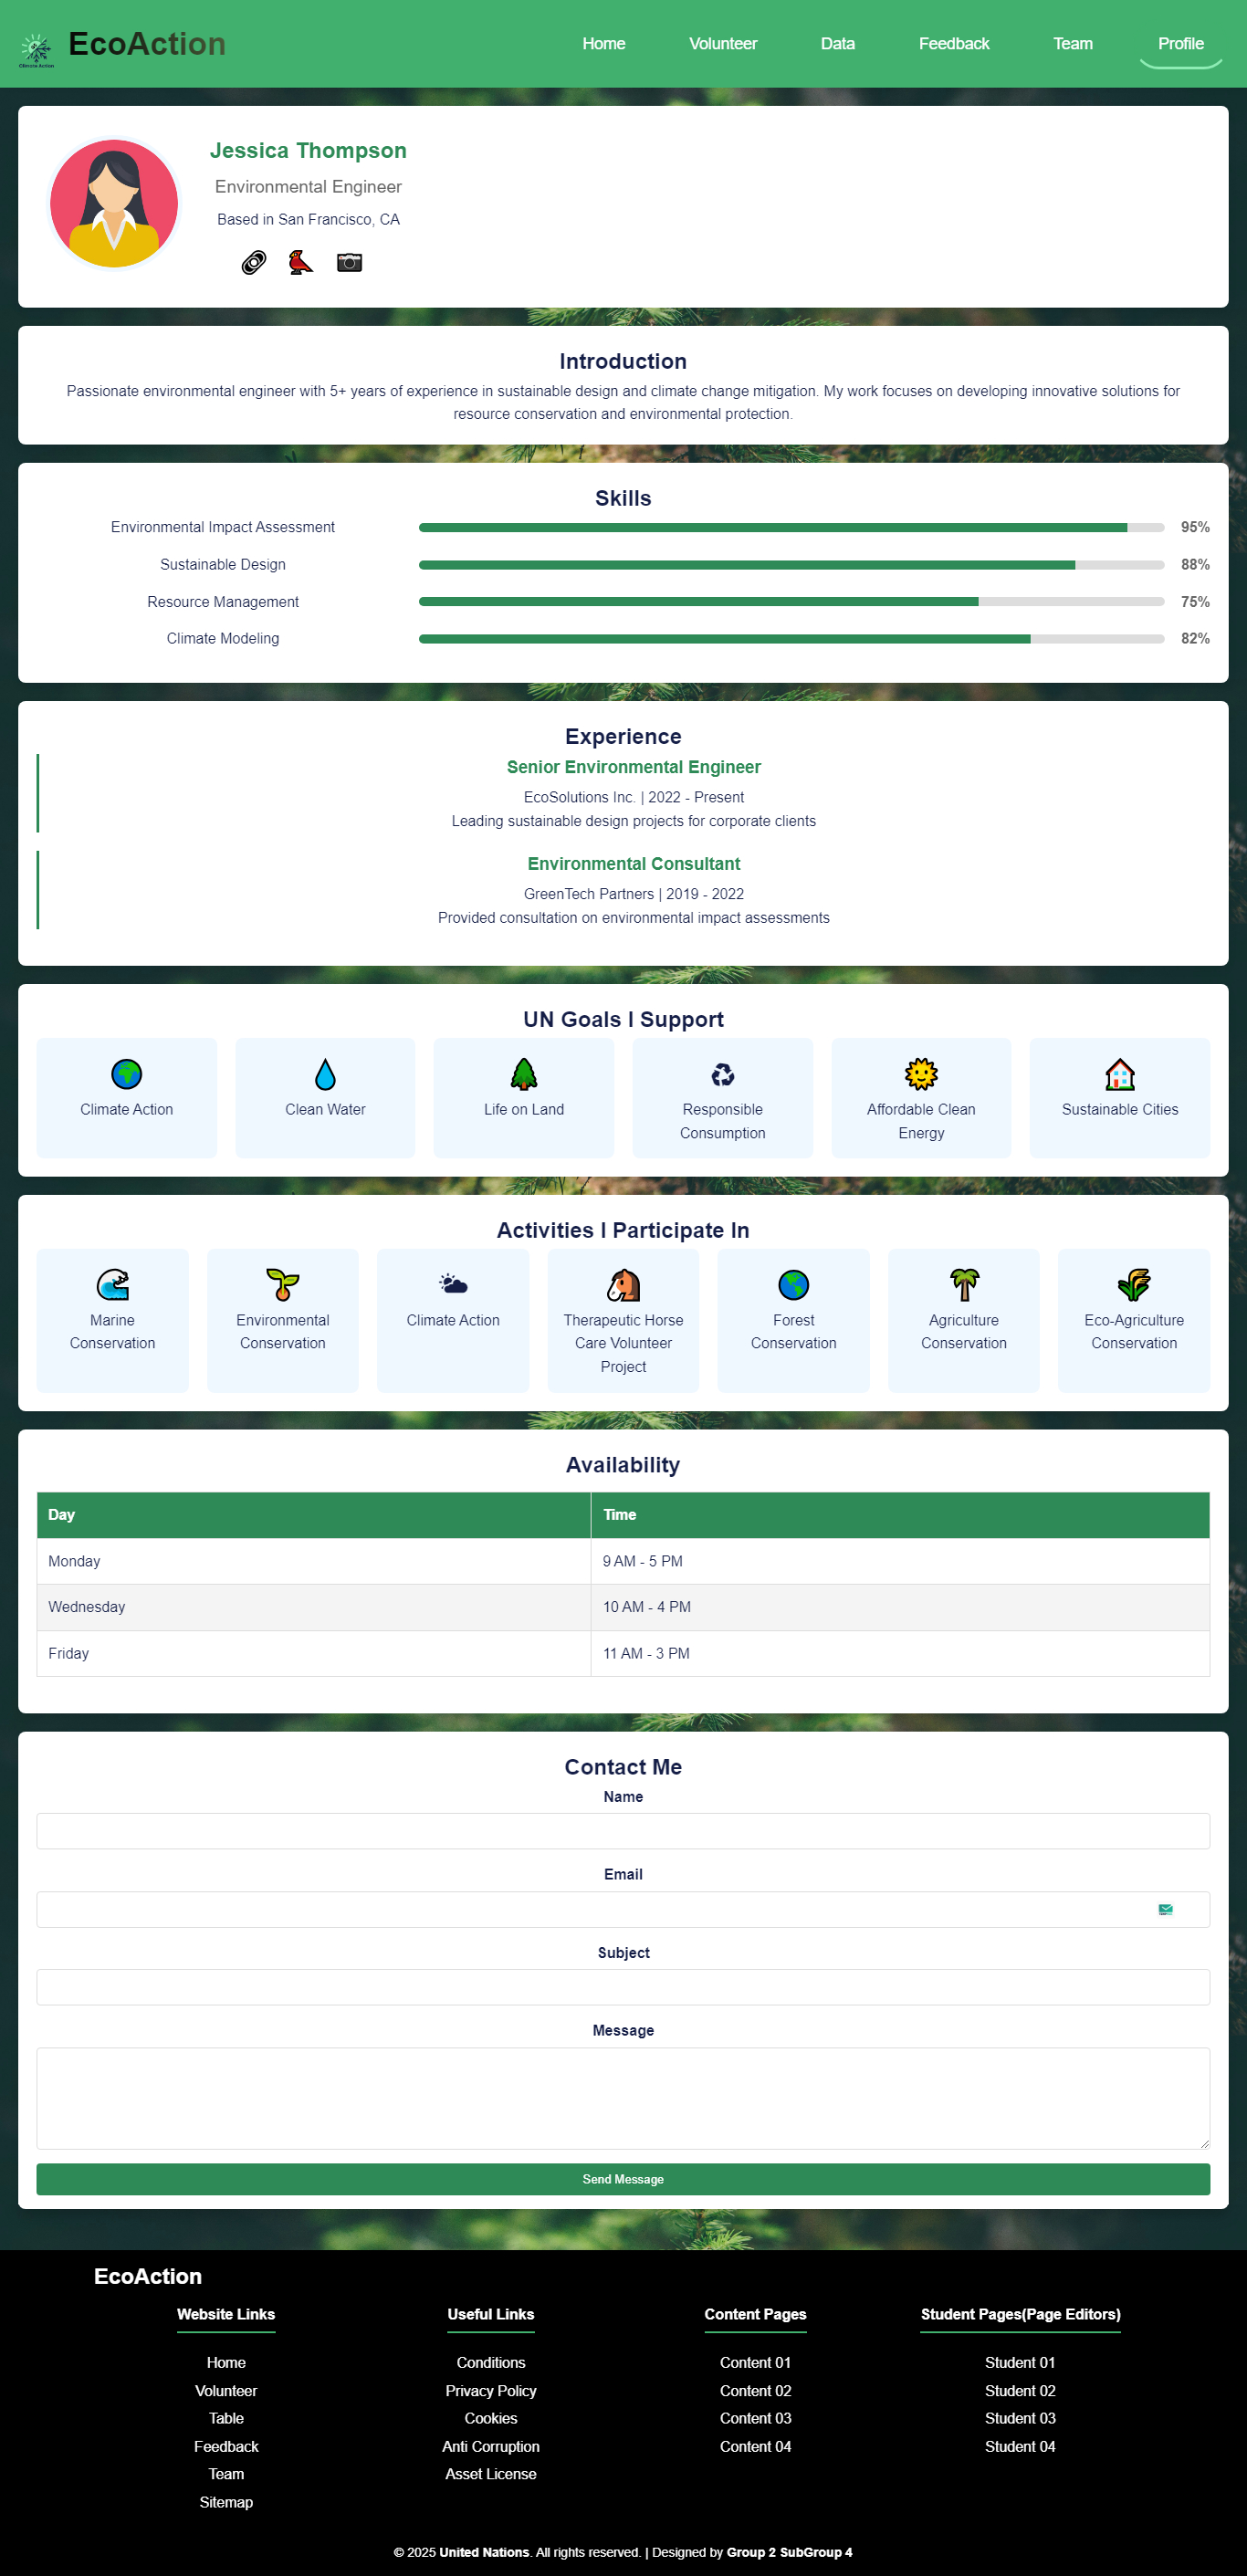 Climate Action
EcoAction
Home Volunteer Data Feedback Team Profile
Jessica Thompson
Environmental Engineer
Based in San Francisco, CA
Introduction
Passionate environmental engineer with 5+ years of experience in sustainable design and climate change mitigation. My work focuses on developing innovative solutions for
resource conservation and environmental protection.
Skills
Environmental Impact Assessment 95%
Sustainable Design 88%
Resource Management 75%
Climate Modeling 82%
Experience
Senior Environmental Engineer
EcoSolutions Inc. | 2022 - Present
Leading sustainable design projects for corporate clients
Environmental Consultant
GreenTech Partners | 2019 - 2022
Provided consultation on environmental impact assessments
UN Goals I Support
Climate Action
Clean Water
Life on Land
Responsible
Consumption
Affordable Clean
Energy
Sustainable Cities
Activities I Participate In
Marine
Conservation
Environmental
Conservation
Climate Action
Therapeutic Horse
Care Volunteer
Project
Forest
Conservation
Agriculture
Conservation
Eco-Agriculture
Conservation
Availability
Day Time
Monday 9 AM - 5 PM
Wednesday 10 AM - 4 PM
Friday 11 AM - 3 PM
Contact Me
Name
Email
Subject
Message
Send Message
EcoAction
Website Links
Home
Volunteer
Table
Feedback
Team
Sitemap
Useful Links
Conditions
Privacy Policy
Cookies
Anti Corruption
Asset License
Content Pages
Content 01
Content 02
Content 03
Content 04
Student Pages(Page Editors)
Student 01
Student 02
Student 03
Student 04
© 2025 United Nations. All rights reserved. | Designed by Group 2 SubGroup 4